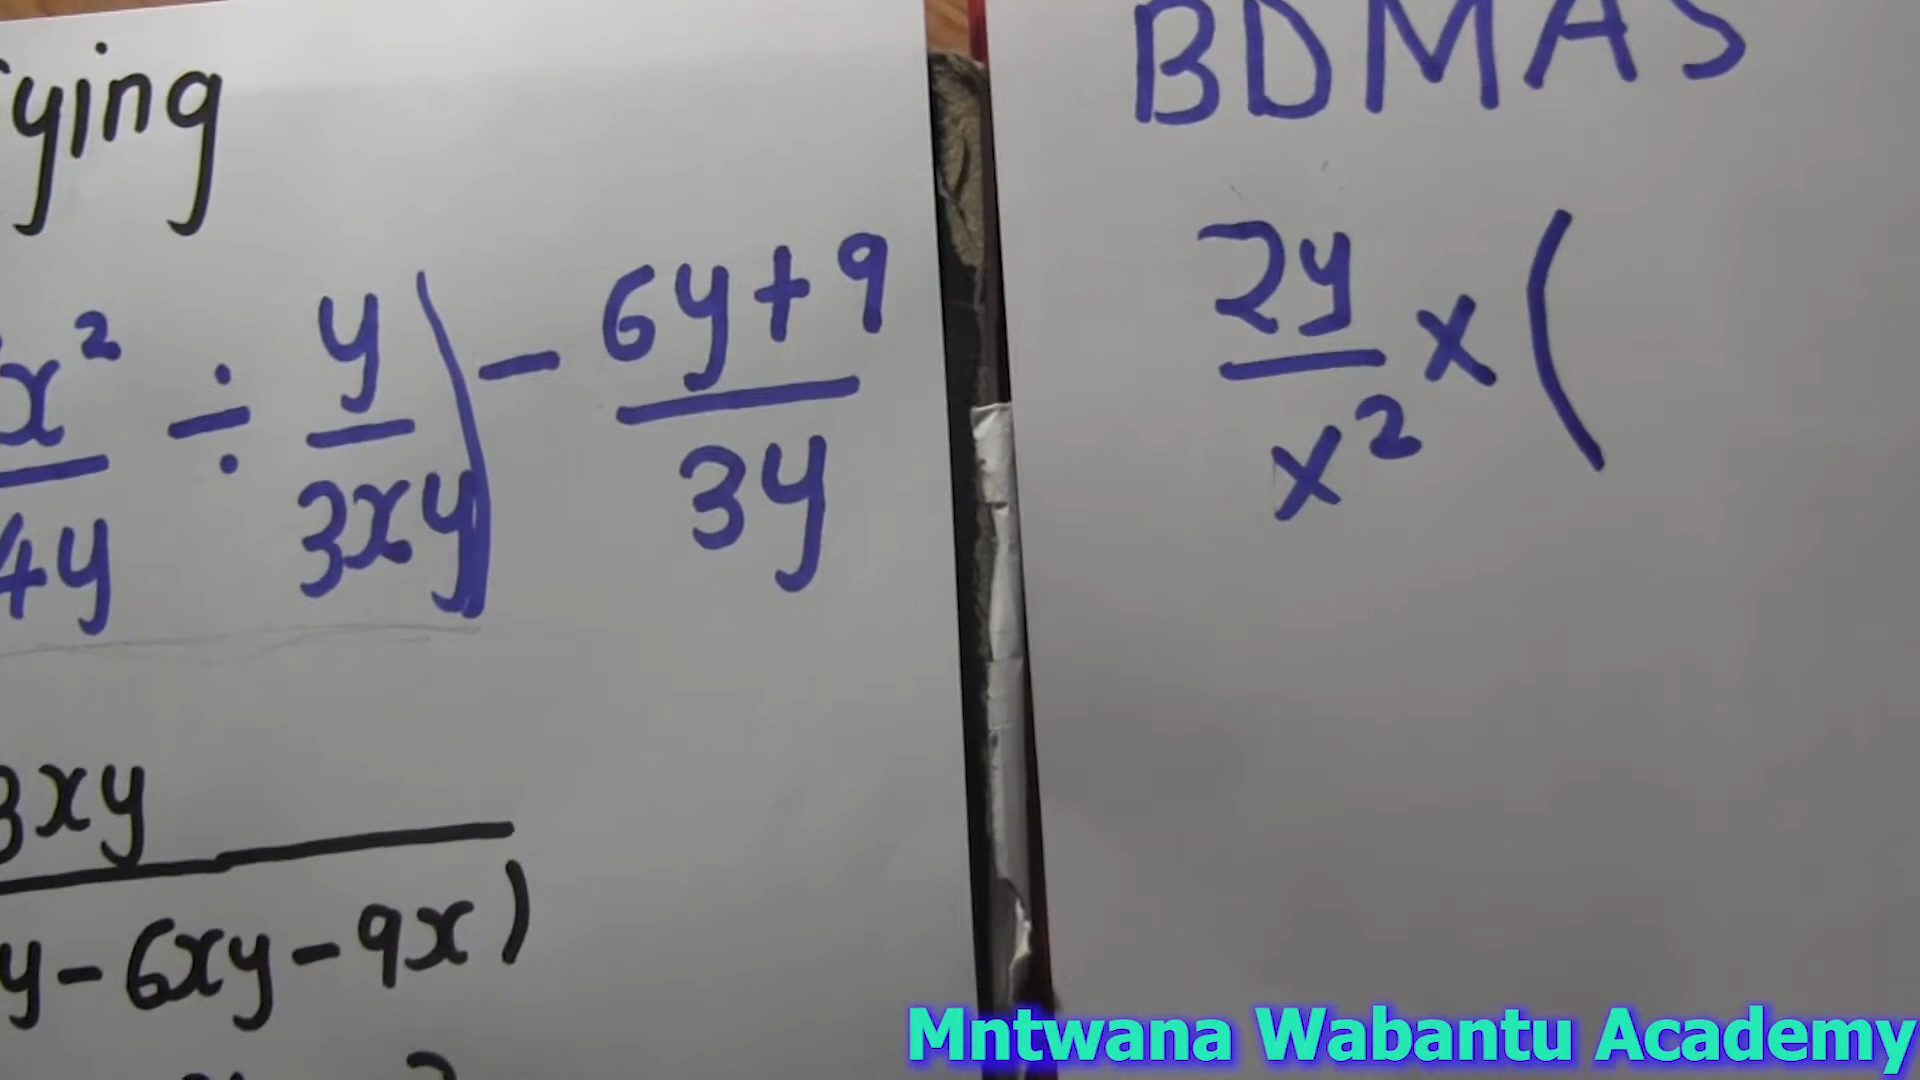 ying
x² ÷ y - 6y+9
4y 3xy) 3y
3xy
y-6xy-9x)
BDMAS
2y × (
x²
Mntwana Wabantu Academy